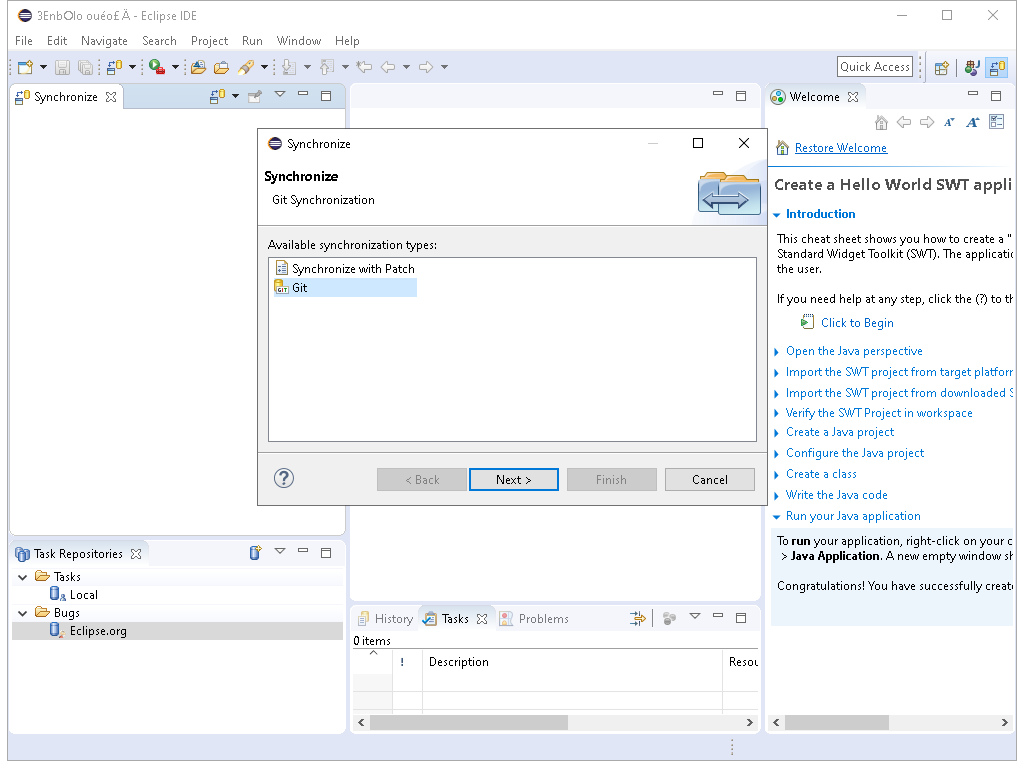 3EnbOlo ouéo£Ä - Eclipse IDE
File Edit Navigate Search Project Run Window Help
Quick Access
Synchronize
Welcome
Restore Welcome
Create a Hello World SWT appli
Introduction
This cheat sheet shows you how to create a "
Standard Widget Toolkit (SWT). The applicatio
the user.
If you need help at any step, click the (?) to th
Click to Begin
Open the Java perspective
Import the SWT project from target platforr
Import the SWT project from downloaded S
Verify the SWT Project in workspace
Create a Java project
Configure the Java project
Create a class
Write the Java code
Run your Java application
To run your application, right-click on your c
> Java Application. A new empty window sh
Congratulations! You have successfully create
Synchronize
Synchronize
Git Synchronization
Available synchronization types:
Synchronize with Patch
GIT Git
? < Back Next > Finish Cancel
Task Repositories
Tasks
Local
Bugs
Eclipse.org
History Tasks Problems
0 items
! Description Resou